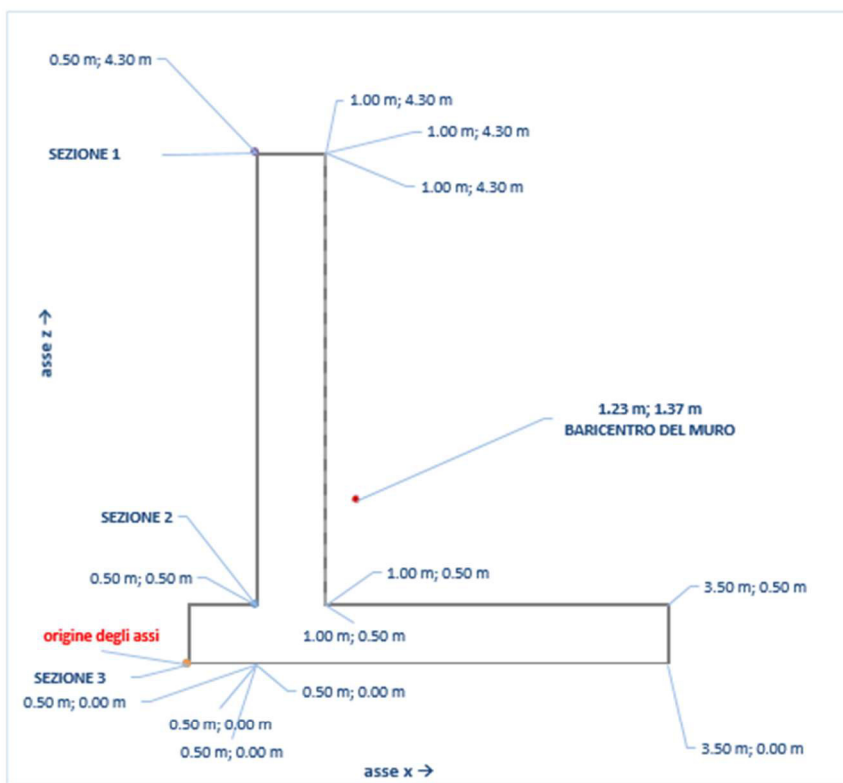 0.50 m; 4.30 m
1.00 m; 4.30 m
1.00 m; 4.30 m
SEZIONE 1
1.00 m; 4.30 m
asse z →
1.23 m; 1.37 m
BARICENTRO DEL MURO
SEZIONE 2
0.50 m; 0.50 m
1.00 m; 0.50 m
3.50 m; 0.50 m
origine degli assi
1.00 m; 0.50 m
SEZIONE 3
0.50 m; 0.00 m
0.50 m; 0.00 m
0.50 m; 0.00 m
0.50 m; 0.00 m
3.50 m; 0.00 m
asse x →